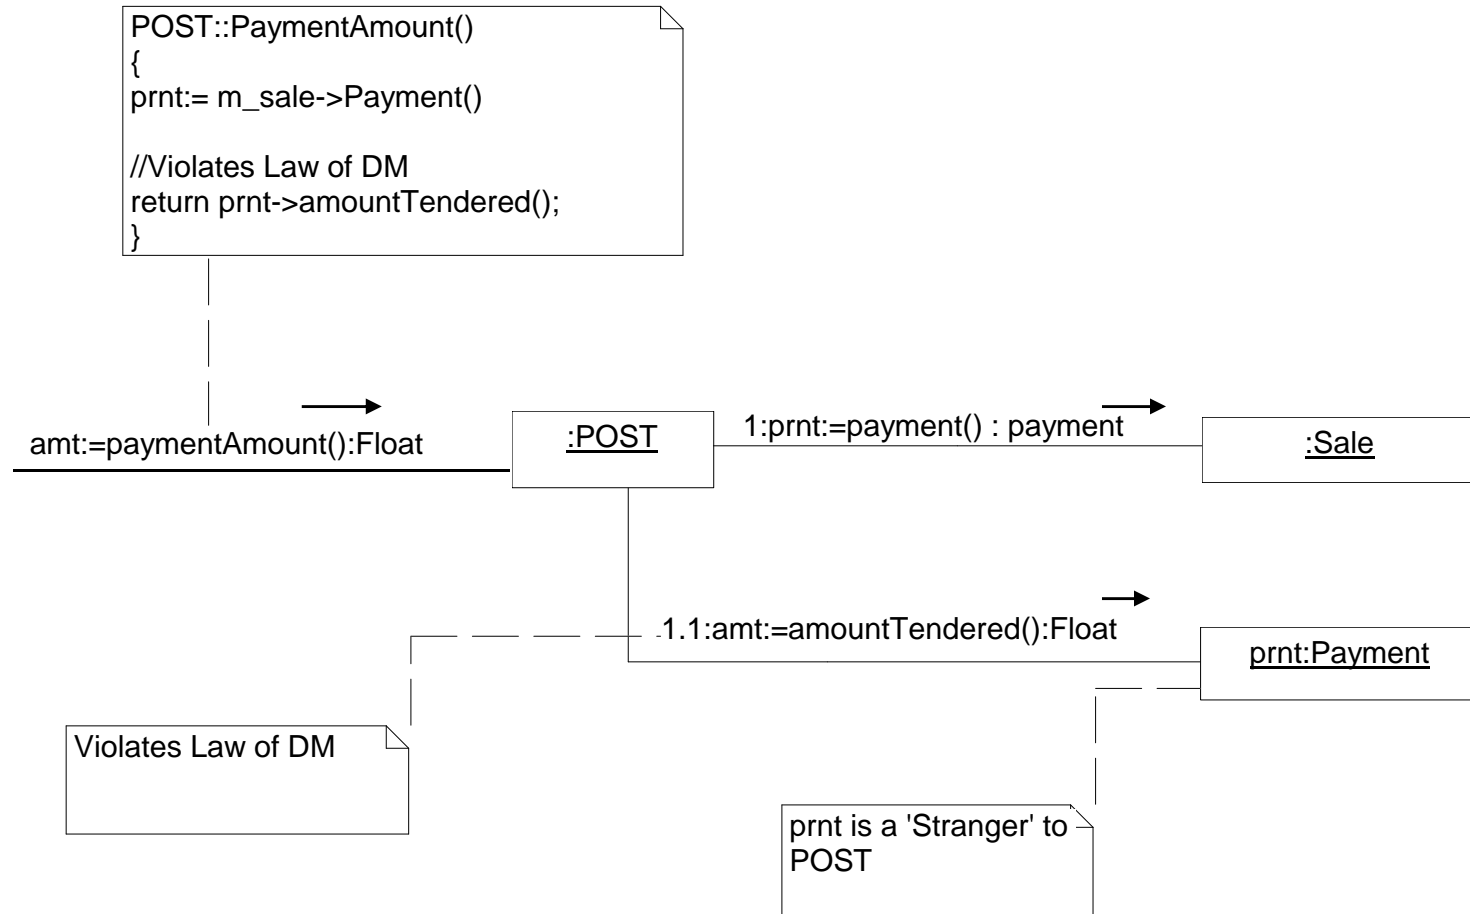 POST::PaymentAmount()
{
prnt:= m_sale->Payment()
//Violates Law of DM
return prnt->amountTendered();
}
amt:=paymentAmount():Float
:POST
1:prnt:=payment() : payment
:Sale
1.1:amt:=amountTendered():Float
prnt:Payment
Violates Law of DM
prnt is a 'Stranger' to
POST